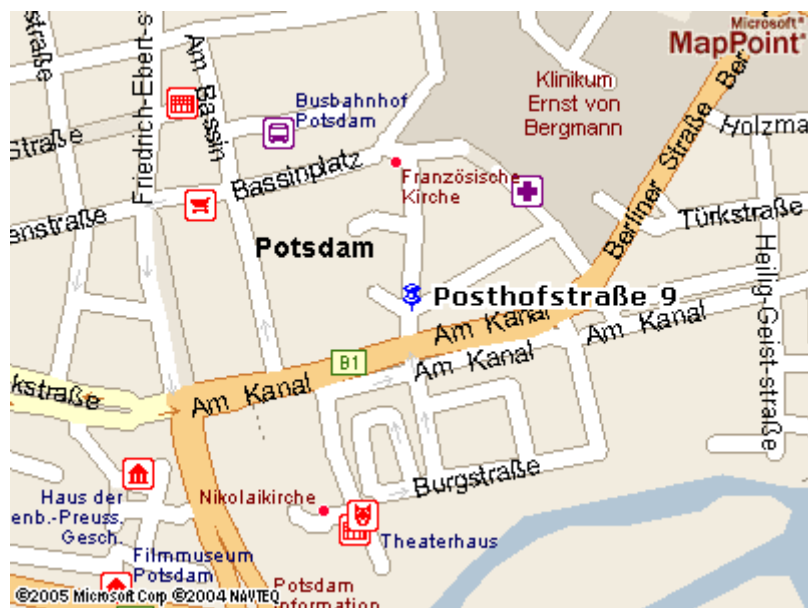 Microsoft®
MapPoint®
straße
Friedrich-Ebert-s
Am Bassin
Klinikum
Ernst von
Bergmann
Berliner Straße
Ber
Busbahnhof
Potsdam
Holzma
Straße
Bassinplatz
Französische
Kirche
enstraße
Türkstraße
Potsdam
Heilig-Geist-straße
Posthofstraße 9
Am Kanal
Am Kanal
B1
Am Kanal
Am Kanal
kstraße
Burgstraße
Haus der
enb.-Preuss.
Gesch.
Nikolaikirche
Theaterhaus
Filmmuseum
Potsdam
Potsdam
Information
©2005 Microsoft Corp ©2004 NAVTEQ